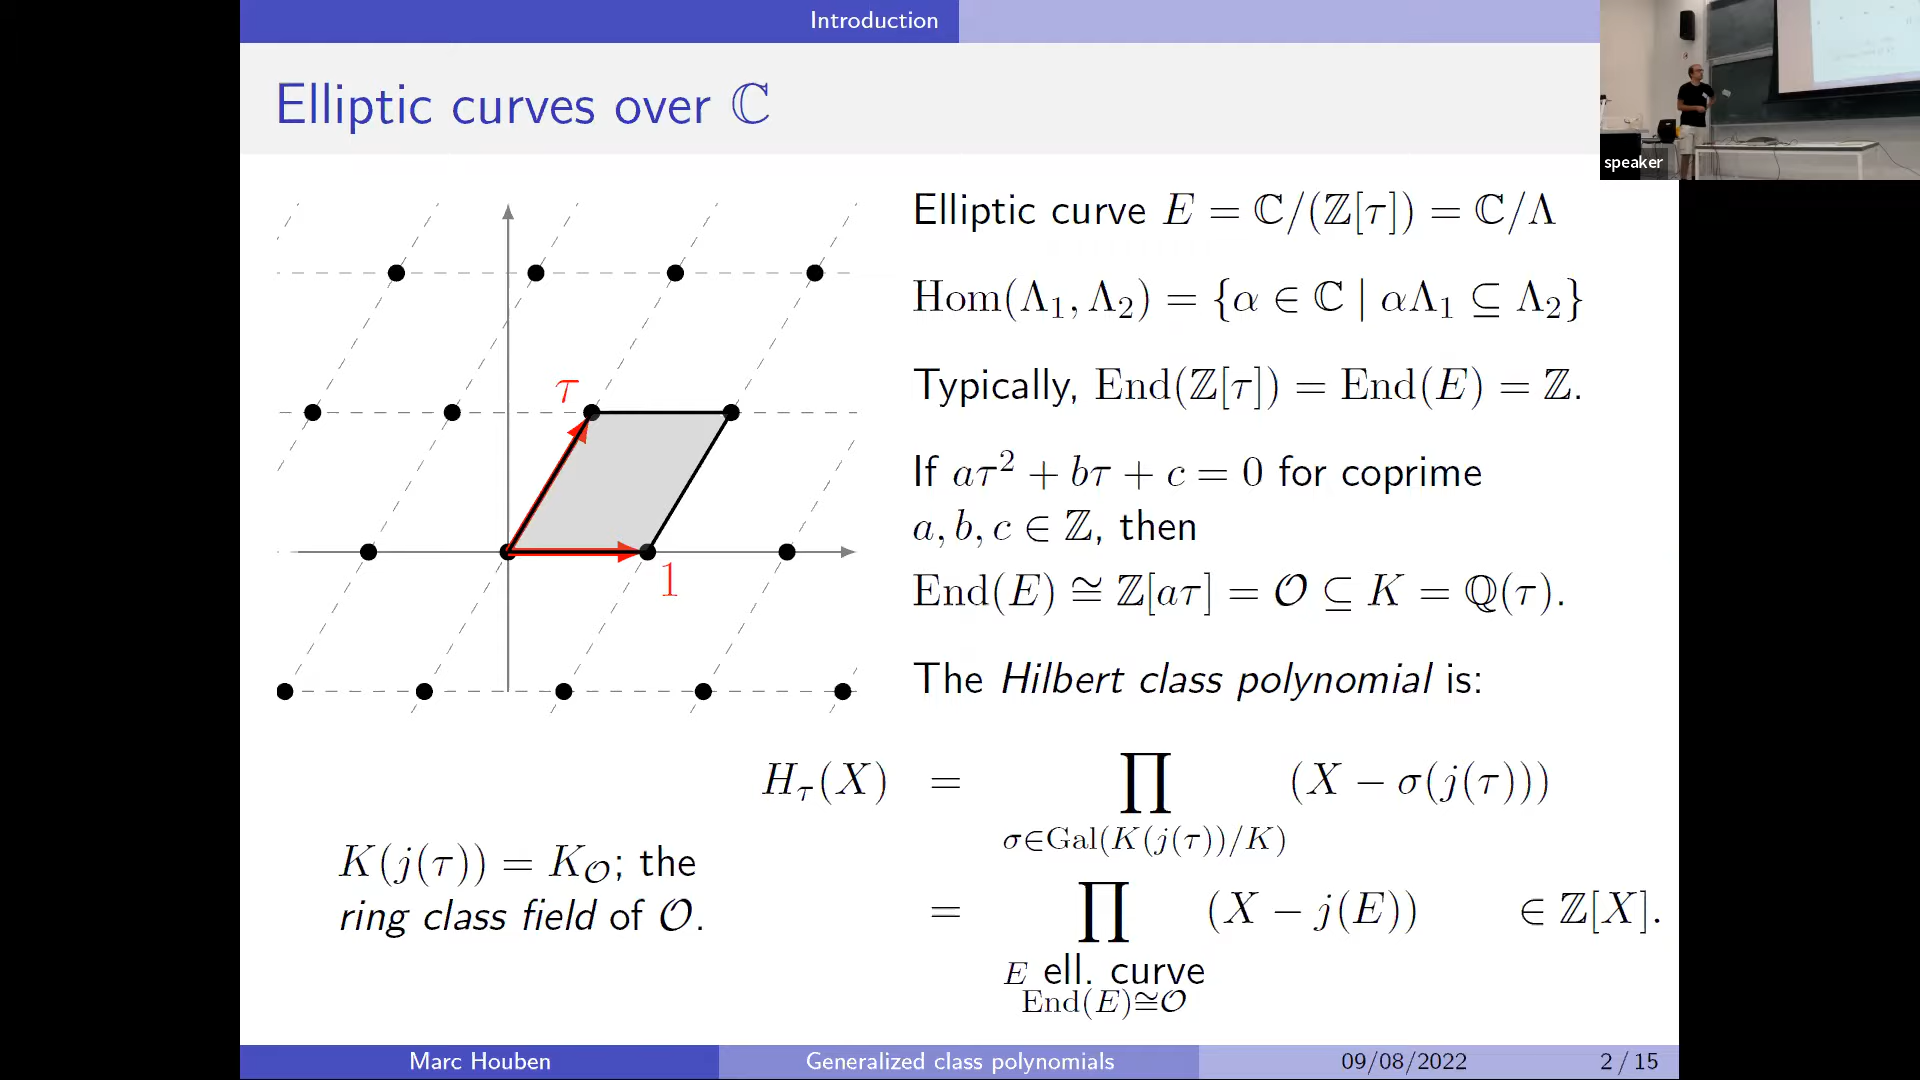 Introduction
Elliptic curves over ℂ
speaker
τ
1
Elliptic curve E = ℂ/(ℤ[τ]) = ℂ/Λ
Hom(Λ₁, Λ₂) = {α ∈ ℂ | αΛ₁ ⊆ Λ₂}
Typically, End(ℤ[τ]) = End(E) = ℤ.
If aτ² + bτ + c = 0 for coprime
a, b, c ∈ ℤ, then
End(E) ≅ ℤ[aτ] = 𝒪 ⊆ K = ℚ(τ).
The Hilbert class polynomial is:
H_τ(X) = ∏ (X − σ(j(τ)))
σ∈Gal(K(j(τ))/K)
= ∏ (X − j(E)) ∈ ℤ[X].
E ell. curve
End(E)≅𝒪
K(j(τ)) = K_𝒪; the
ring class field of 𝒪.
Marc Houben Generalized class polynomials 09/08/2022 2 / 15